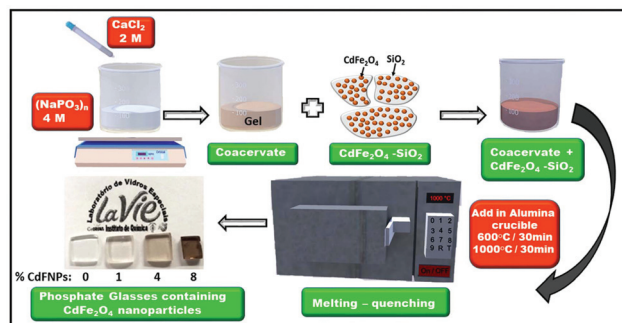 CaCl₂
2 M
(NaPO₃)ₙ
4 M
Gel
Coacervate
CdFe₂O₄
SiO₂
CdFe₂O₄ -SiO₂
Coacervate +
CdFe₂O₄ -SiO₂
Add in Alumina
crucible
600°C / 30min
1000°C / 30min
1000 °C
0 1 2
3 4 5
6 7 8
9 R T
ON / OFF
Melting – quenching
Laboratório de Vidros Especiais
laVie
Instituto de Química
% CdFNPs: 0 1 4 8
Phosphate Glasses containing
CdFe₂O₄ nanoparticles